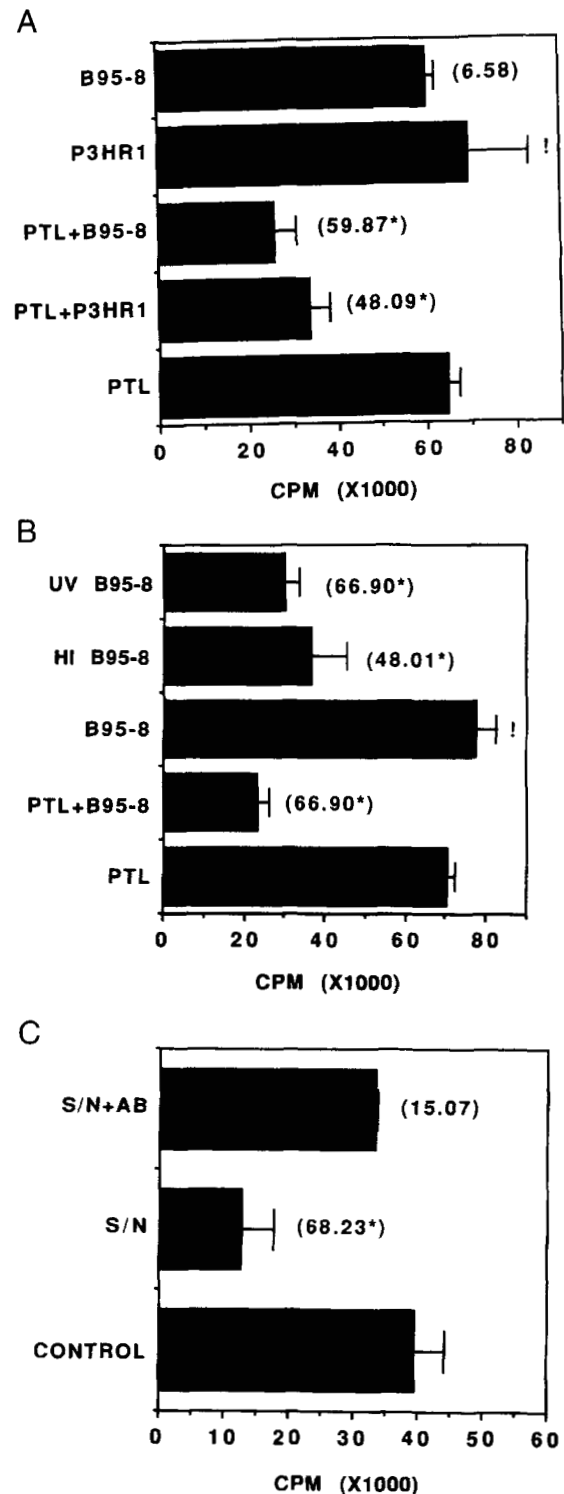 A
B95-8 (6.58)
P3HR1 !
PTL+B95-8 (59.87*)
PTL+P3HR1 (48.09*)
PTL
0 20 40 60 80
CPM (X1000)
B
UV B95-8 (66.90*)
HI B95-8 (48.01*)
B95-8 !
PTL+B95-8 (66.90*)
PTL
0 20 40 60 80
CPM (X1000)
C
S/N+AB (15.07)
S/N (68.23*)
CONTROL
0 10 20 30 40 50 60
CPM (X1000)